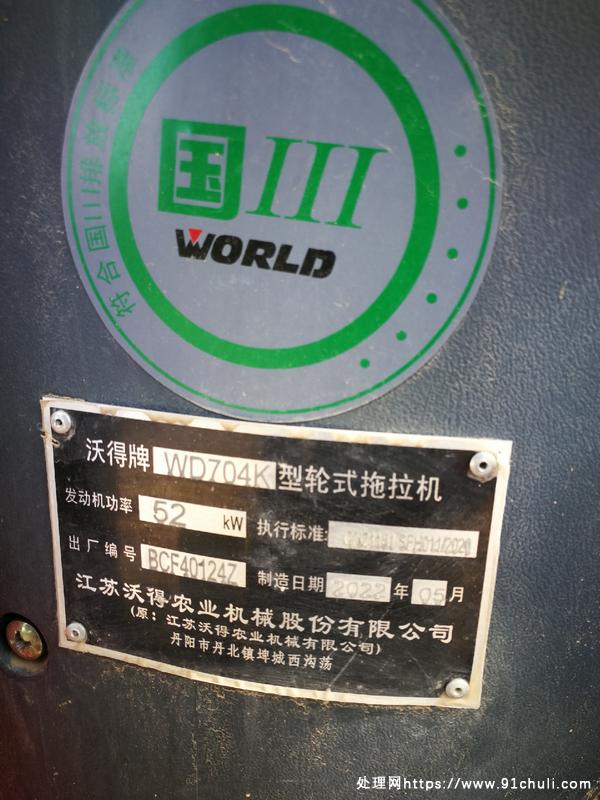 符合国III排放标准
国III
WORLD
沃得牌 WD704K 型轮式拖拉机
发动机功率 52 kW 执行标准:
出厂编号 BCF40124Z 制造日期 2022 年 05 月
江苏沃得农业机械股份有限公司
(原:江苏沃得农业机械有限公司)
丹阳市丹北镇埤城西沟荡
处理网https://www.91chuli.com/